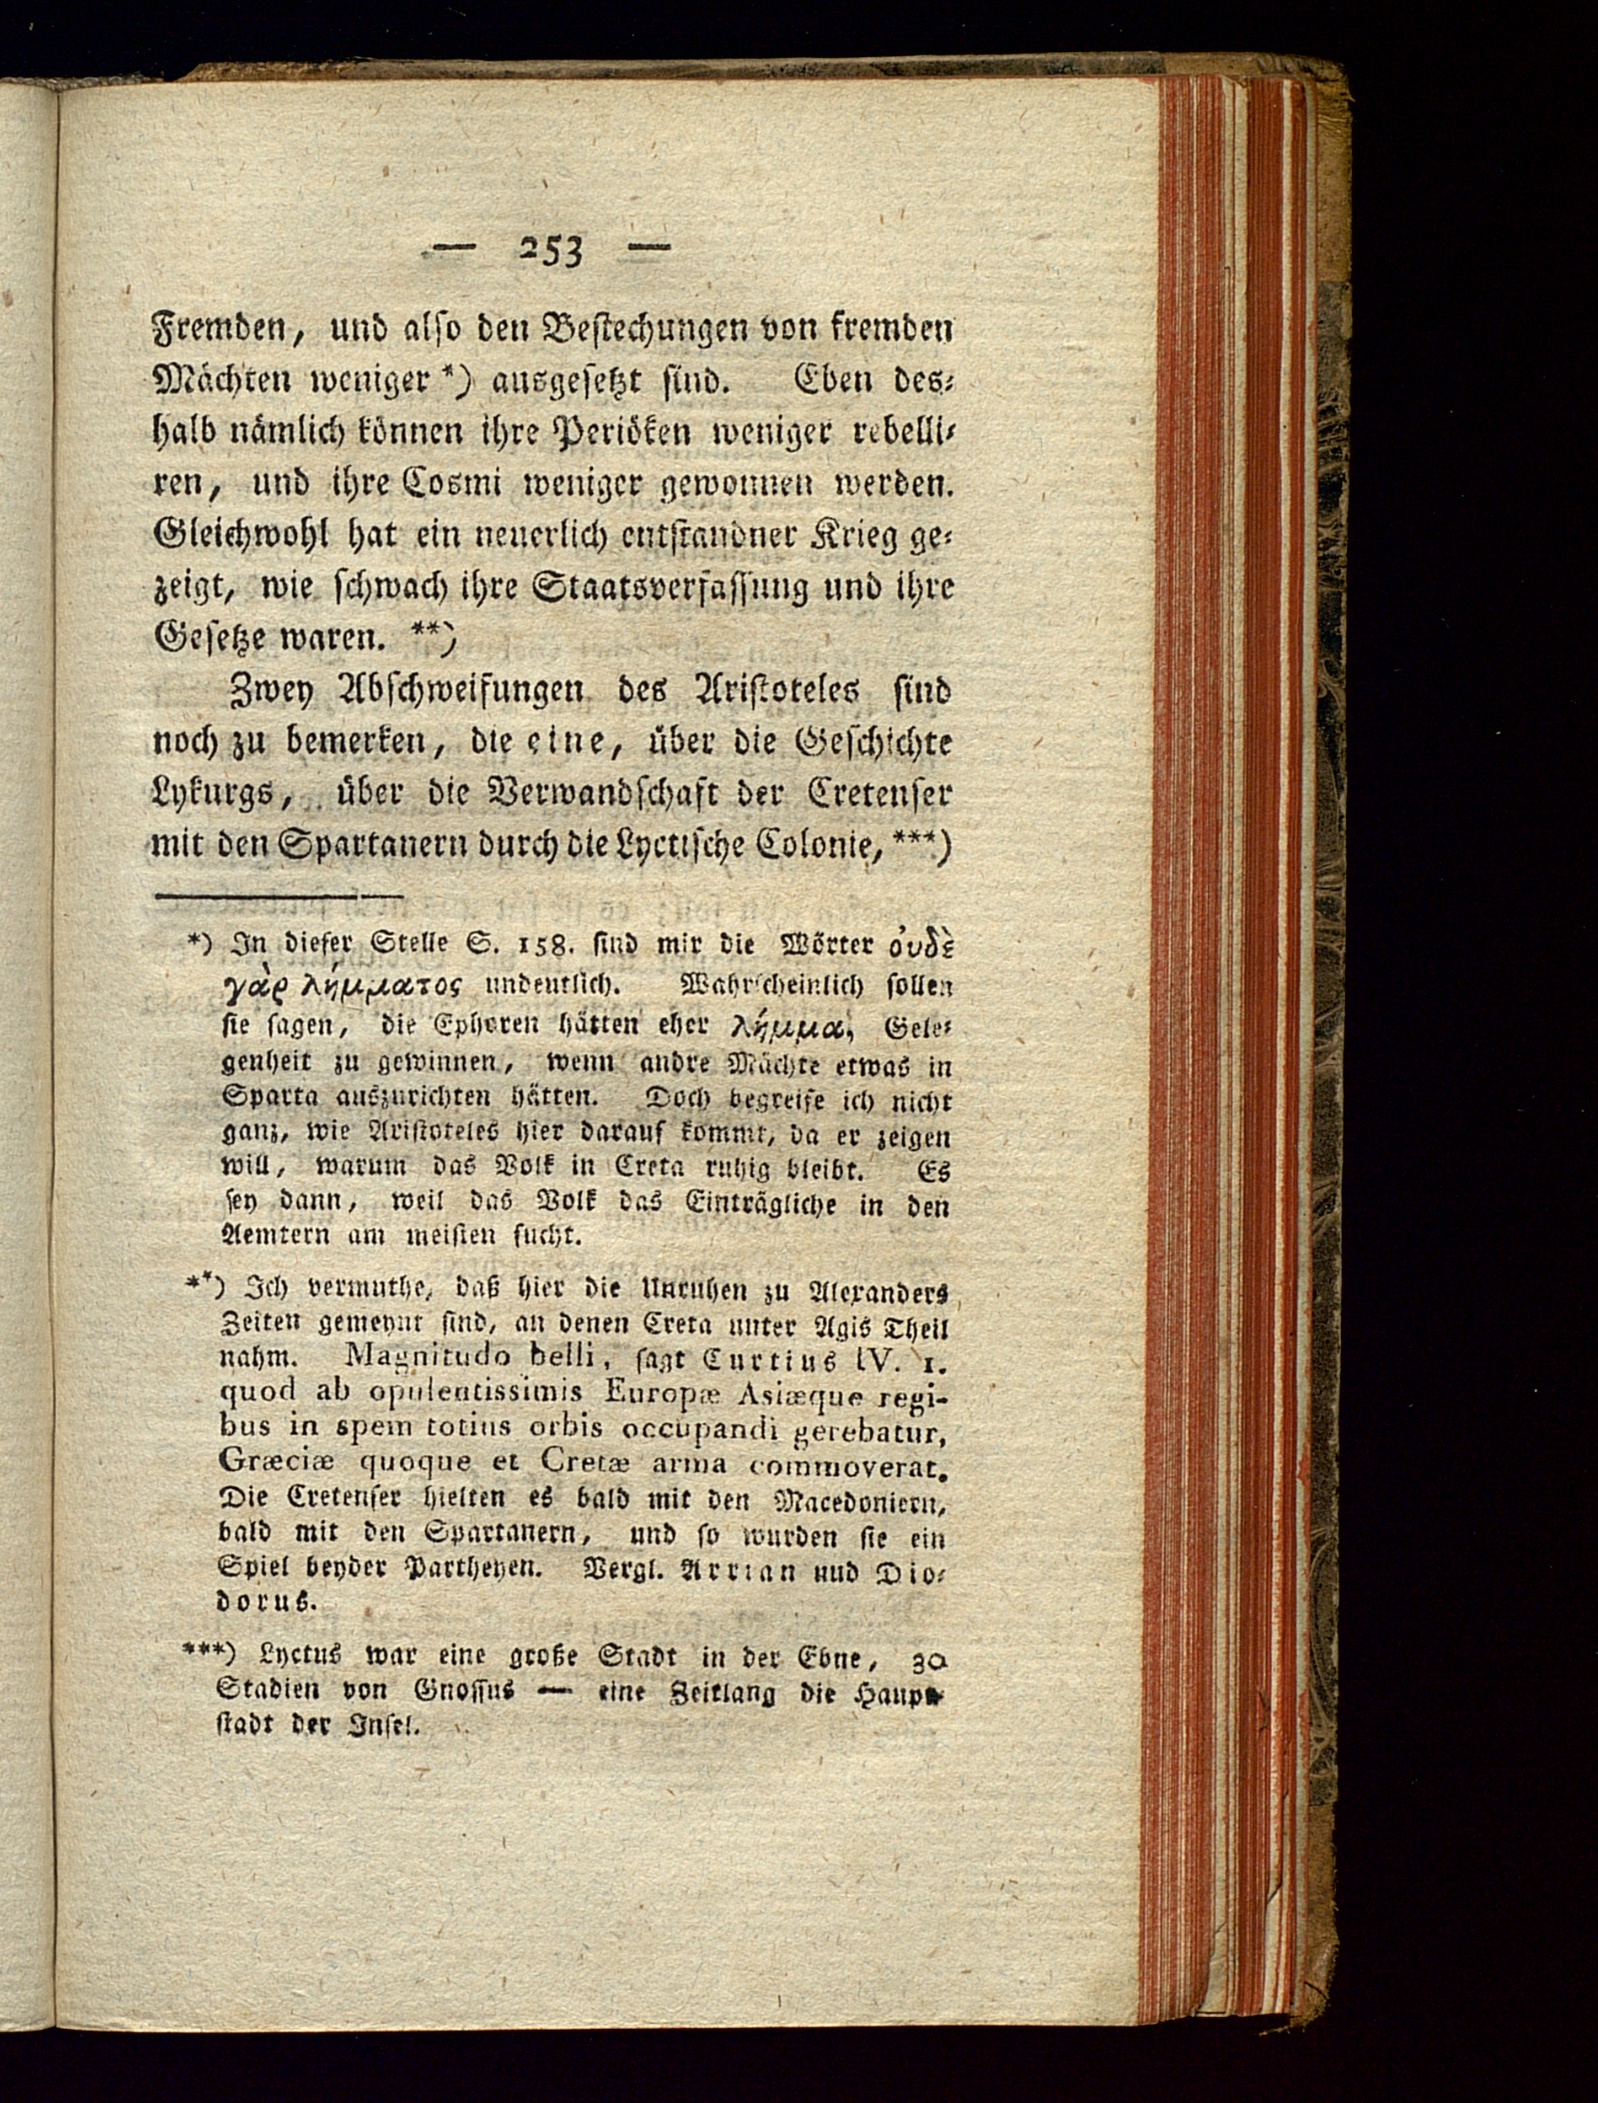 — 253 —
Fremden, und also den Bestechungen von fremden
Mächten weniger *) ausgesetzt sind. Eben des-
halb nämlich können ihre Periöken weniger rebelli-
ren, und ihre Cosmi weniger gewonnen werden.
Gleichwohl hat ein neuerlich entstandner Krieg ge-
zeigt, wie schwach ihre Staatsverfassung und ihre
Gesetze waren. **)
Zwey Abschweifungen des Aristoteles sind
noch zu bemerken, die eine, über die Geschichte
Lykurgs, über die Verwandschaft der Cretenser
mit den Spartanern durch die Lyctische Colonie, ***)
*) In dieser Stelle S. 158. sind mir die Wörter ὀυδὲ
γὰρ λήμματος undeutlich. Wahrscheinlich sollen
sie sagen, die Ephoren hätten eher λήμμα, Gele-
genheit zu gewinnen, wenn andre Mächte etwas in
Sparta auszurichten hätten. Doch begreife ich nicht
ganz, wie Aristoteles hier darauf kommt, da er zeigen
will, warum das Volk in Creta ruhig bleibt. Es
sey dann, weil das Volk das Einträgliche in den
Aemtern am meisten sucht.
**) Ich vermuthe, daß hier die Unruhen zu Alexanders
Zeiten gemeynt sind, an denen Creta unter Agis Theil
nahm. Magnitudo belli, sagt Curtius IV. 1.
quod ab opulentissimis Europæ Asiæque regi-
bus in spem totius orbis occupandi gerebatur,
Græciæ quoque et Cretæ arma commoverat.
Die Cretenser hielten es bald mit den Macedoniern,
bald mit den Spartanern, und so wurden sie ein
Spiel beyder Partheyen. Vergl. Arrian und Dio-
dorus.
***) Lyctus war eine große Stadt in der Ebne, 30
Stadien von Gnossus — eine Zeitlang die Haupt-
stadt der Insel.